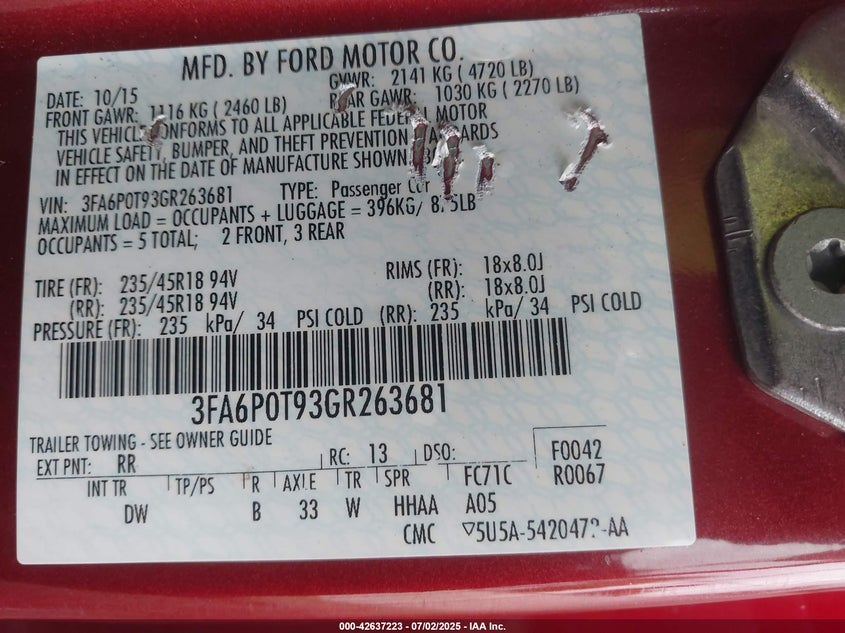 MFD. BY FORD MOTOR CO.
DATE: 10/15 GVWR: 2141 KG ( 4720 LB)
FRONT GAWR: 1116 KG ( 2460 LB) REAR GAWR: 1030 KG ( 2270 LB)
THIS VEHICLE CONFORMS TO ALL APPLICABLE FEDERAL MOTOR
VEHICLE SAFETY, BUMPER, AND THEFT PREVENTION STANDARDS
IN EFFECT ON THE DATE OF MANUFACTURE SHOWN
VIN: 3FA6P0T93GR263681 TYPE: Passenger Car
MAXIMUM LOAD = OCCUPANTS + LUGGAGE = 396KG/ 875LB
OCCUPANTS = 5 TOTAL; 2 FRONT, 3 REAR
TIRE (FR): 235/45R18 94V RIMS (FR): 18x8.0J
(RR): 235/45R18 94V (RR): 18x8.0J
PRESSURE (FR): 235 kPa/ 34 PSI COLD (RR): 235 kPa/ 34 PSI COLD
3FA6P0T93GR263681
TRAILER TOWING - SEE OWNER GUIDE
EXT PNT: RR RC: 13 DSO: F0042
INT TR TP/PS R AXLE TR SPR FC71C R0067
DW B 33 W HHAA A05
CMC ▽5U5A-5420472-AA
000-42637223 | 07/02/2025 - IAA Inc.